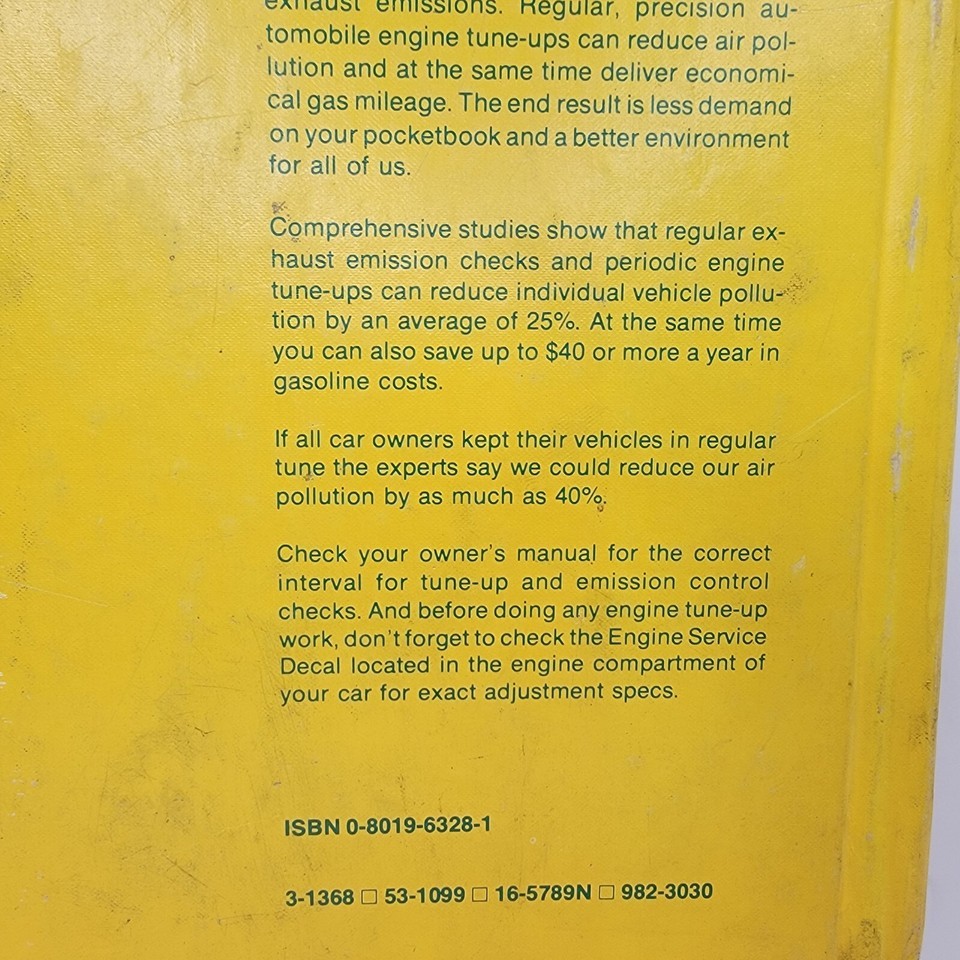 exhaust emissions. Regular, precision au-
tomobile engine tune-ups can reduce air pol-
lution and at the same time deliver economi-
cal gas mileage. The end result is less demand
on your pocketbook and a better environment
for all of us.
Comprehensive studies show that regular ex-
haust emission checks and periodic engine
tune-ups can reduce individual vehicle pollu-
tion by an average of 25%. At the same time
you can also save up to $40 or more a year in
gasoline costs.
If all car owners kept their vehicles in regular
tune the experts say we could reduce our air
pollution by as much as 40%.
Check your owner's manual for the correct
interval for tune-up and emission control
checks. And before doing any engine tune-up
work, don't forget to check the Engine Service
Decal located in the engine compartment of
your car for exact adjustment specs.
ISBN 0-8019-6328-1
3-1368 □ 53-1099 □ 16-5789N □ 982-3030